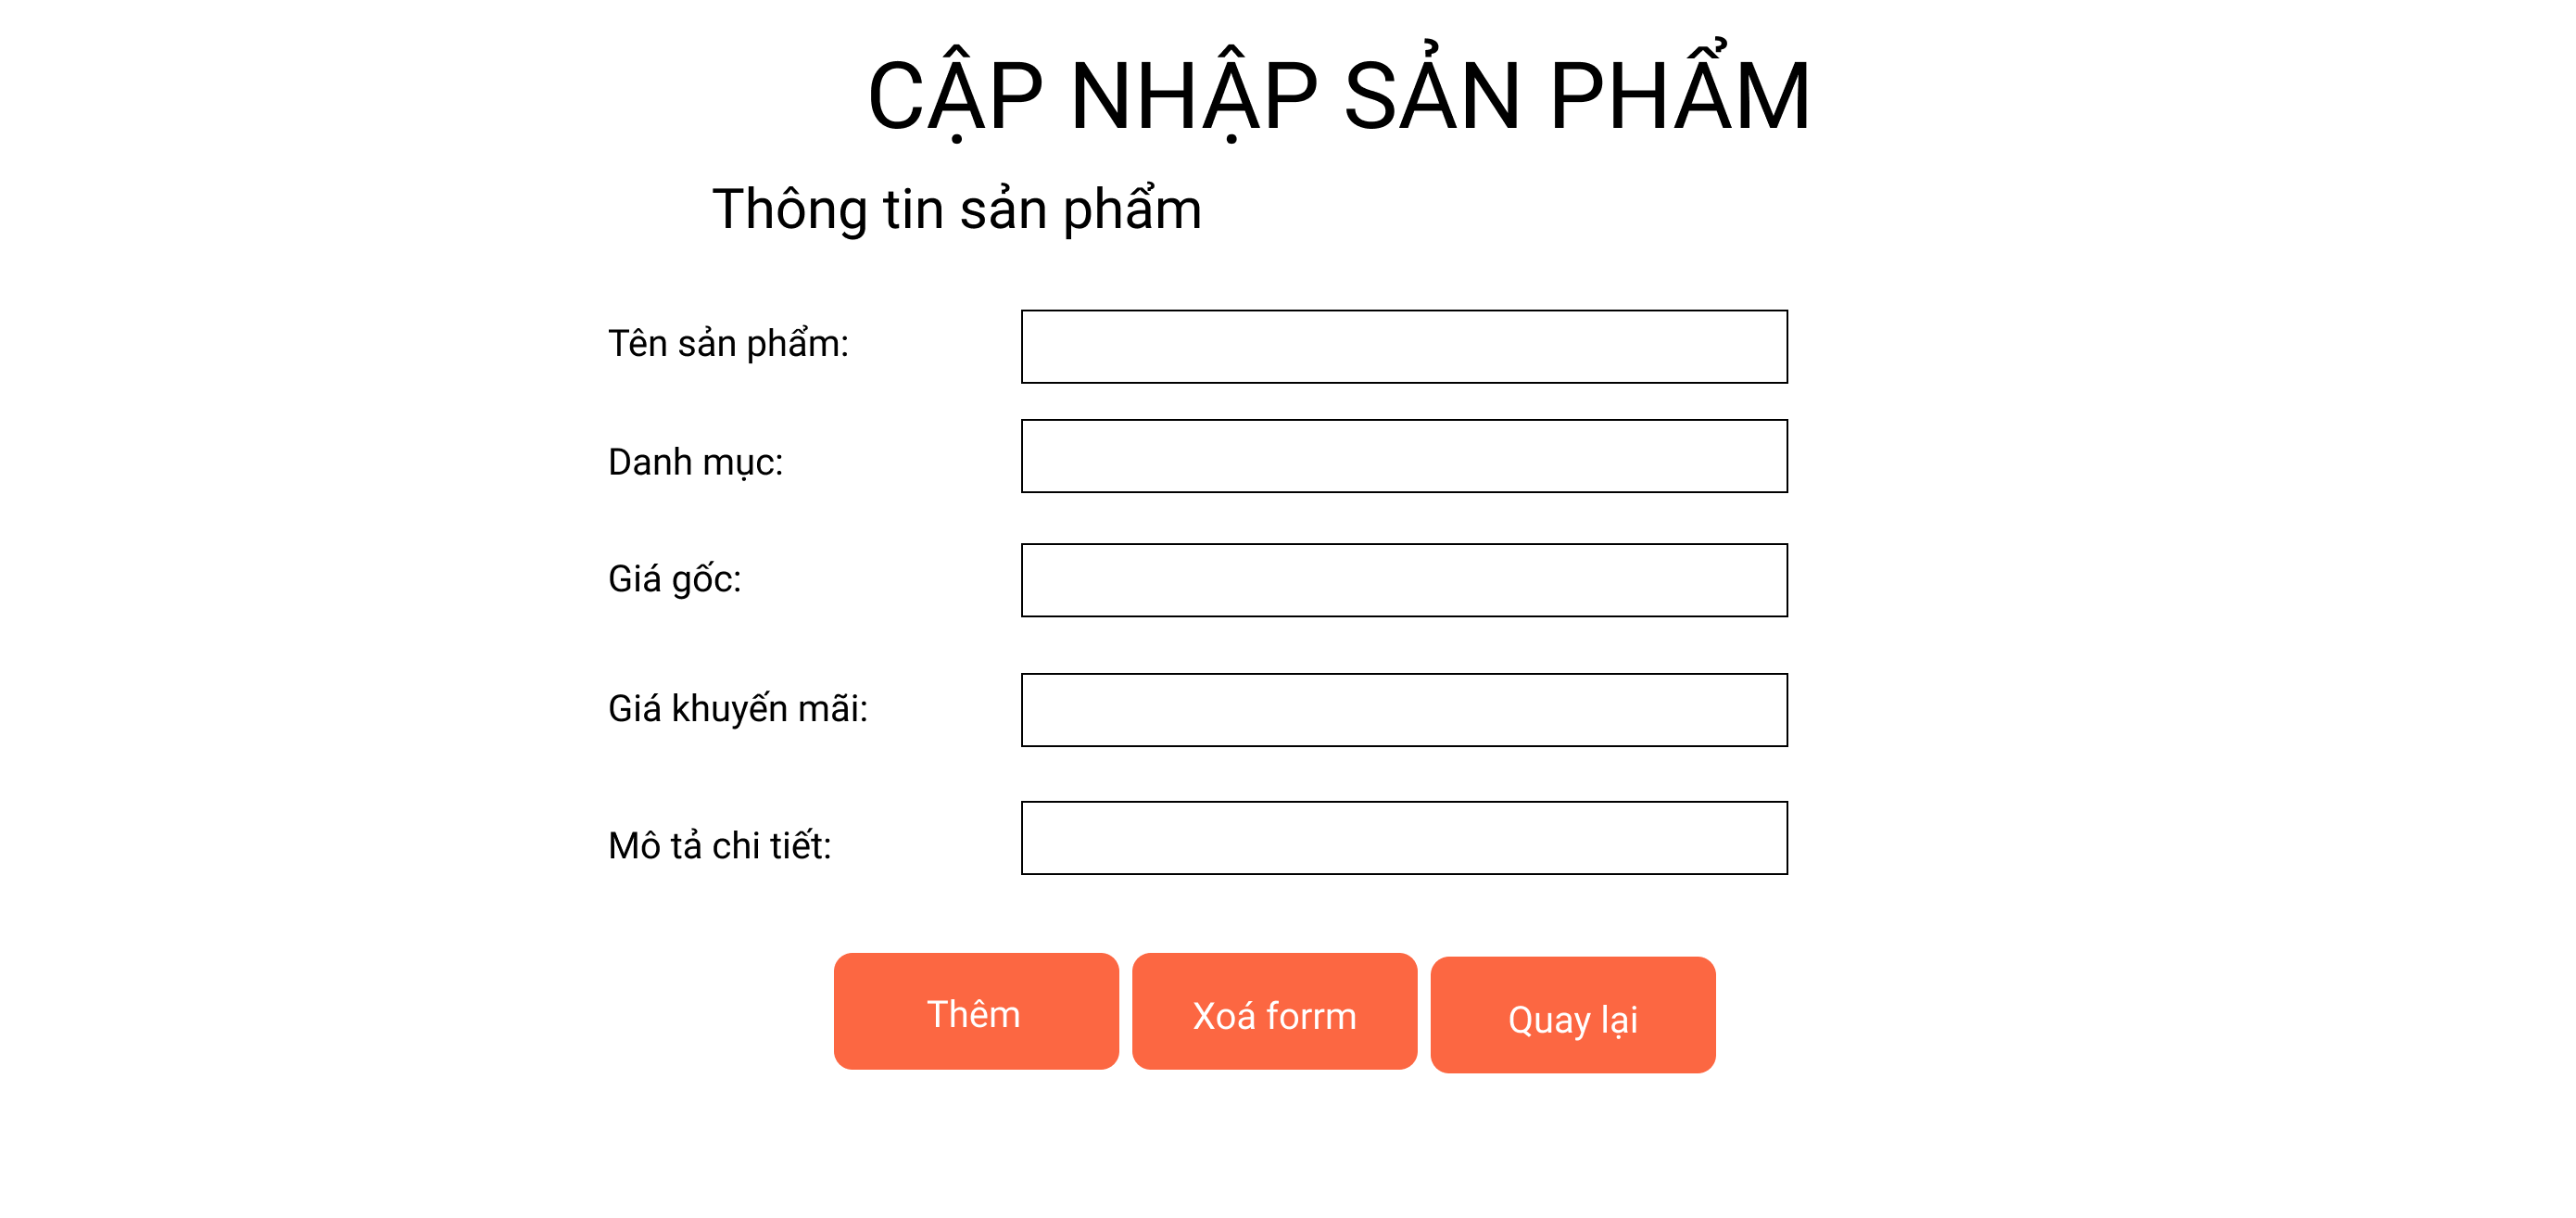 CẬP NHẬP SẢN PHẨM
Thông tin sản phẩm
Tên sản phẩm:
Danh mục:
Giá gốc:
Giá khuyến mãi:
Mô tả chi tiết:
Thêm
Xoá forrm
Quay lại